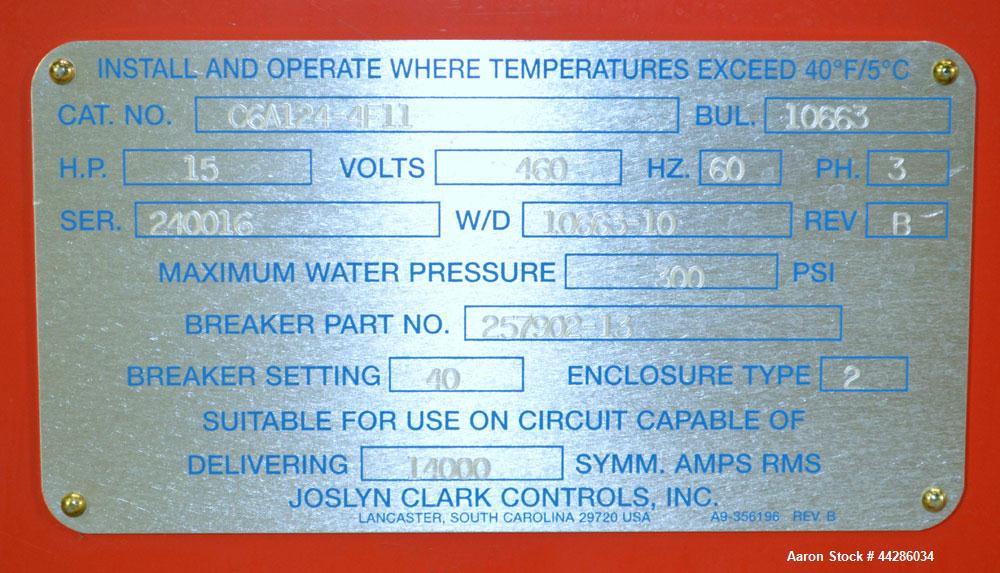 INSTALL AND OPERATE WHERE TEMPERATURES EXCEED 40°F/5°C
CAT. NO. C6A124-4F11 BUL. 10663
H.P. 15 VOLTS 460 HZ. 60 PH. 3
SER. 240016 W/D 10663-10 REV B
MAXIMUM WATER PRESSURE 300 PSI
BREAKER PART NO. 257902-13
BREAKER SETTING 40 ENCLOSURE TYPE 2
SUITABLE FOR USE ON CIRCUIT CAPABLE OF
DELIVERING 14000 SYMM. AMPS RMS
JOSLYN CLARK CONTROLS, INC.
LANCASTER, SOUTH CAROLINA 29720 USA A9-356196 REV B
Aaron Stock # 44286034